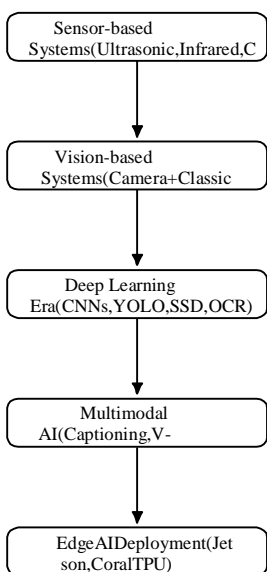 Sensor-based
Systems(Ultrasonic,Infrared,C
Vision-based
Systems(Camera+Classic
Deep Learning
Era(CNNs,YOLO,SSD,OCR)
Multimodal
AI(Captioning,V-
EdgeAIDeployment(Jet
son,CoralTPU)